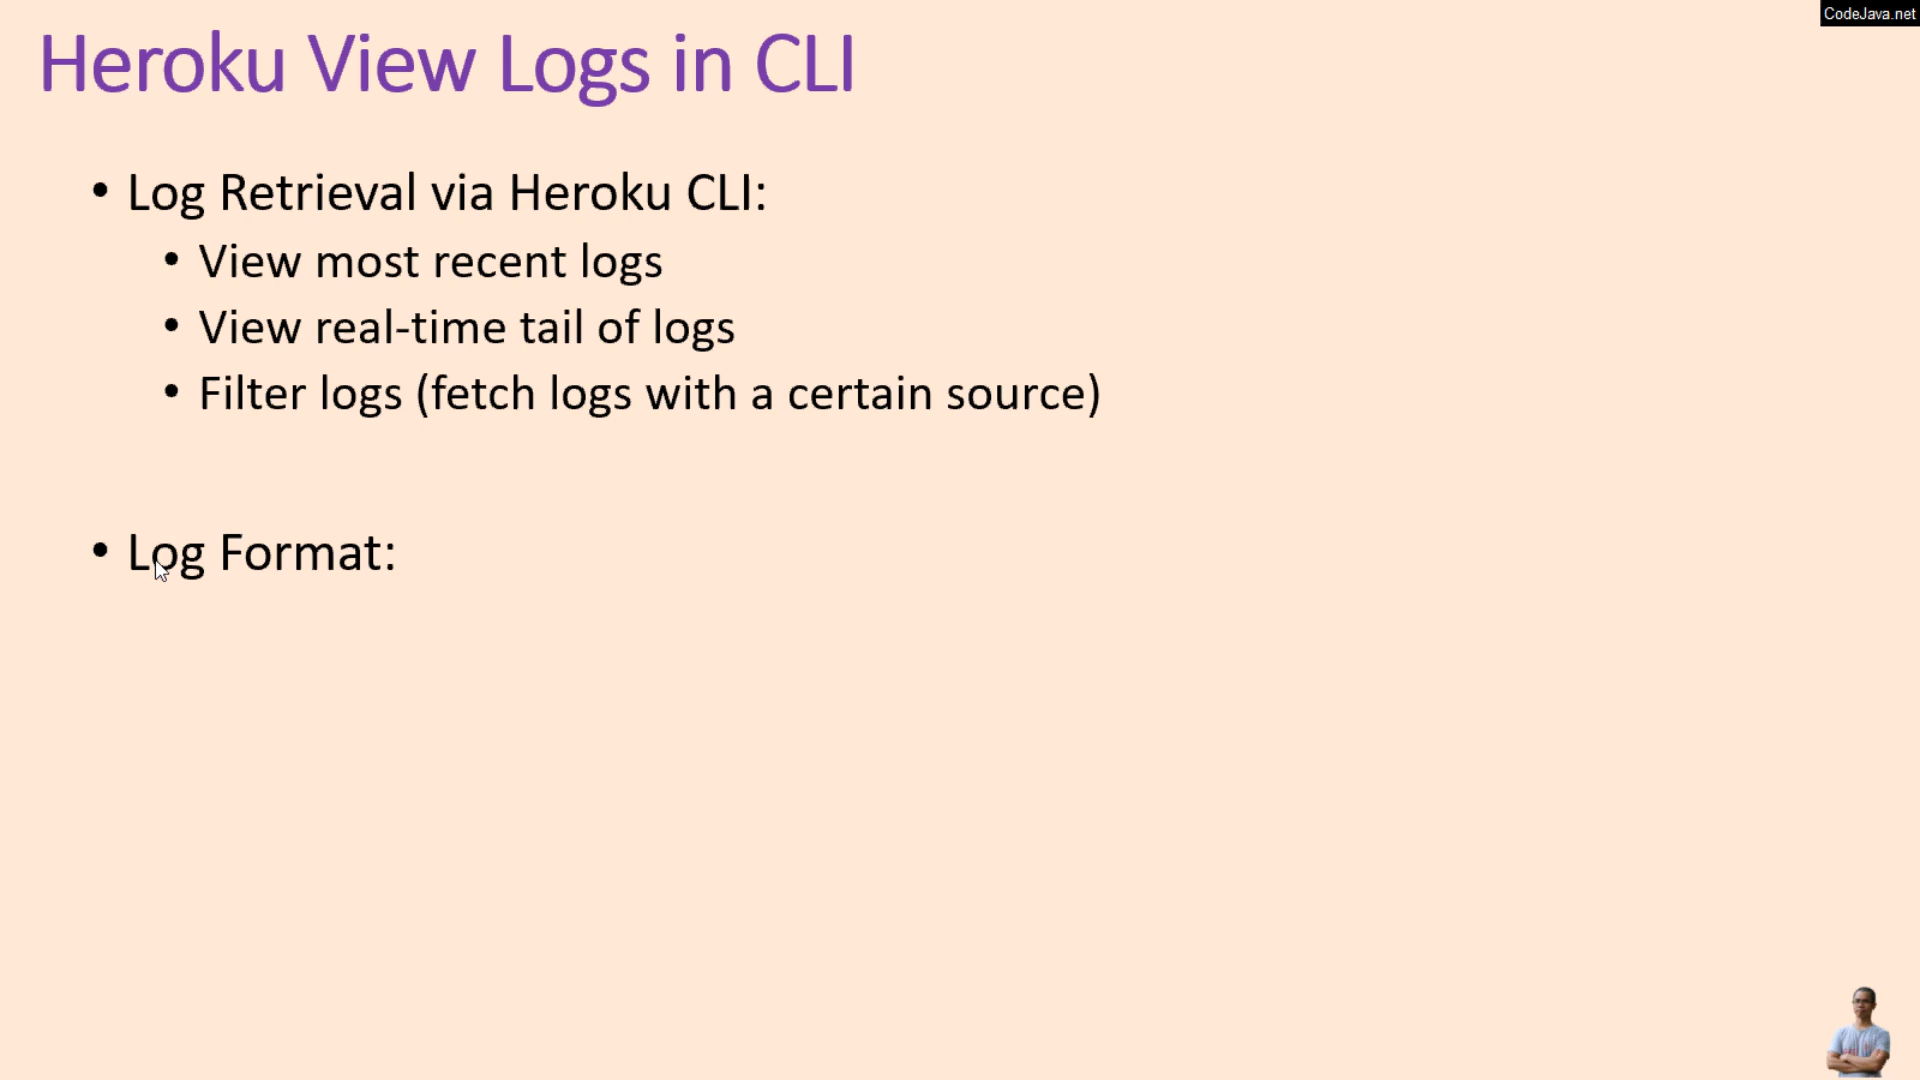 CodeJava.net
Heroku View Logs in CLI
• Log Retrieval via Heroku CLI:
• View most recent logs
• View real-time tail of logs
• Filter logs (fetch logs with a certain source)
• Log Format: